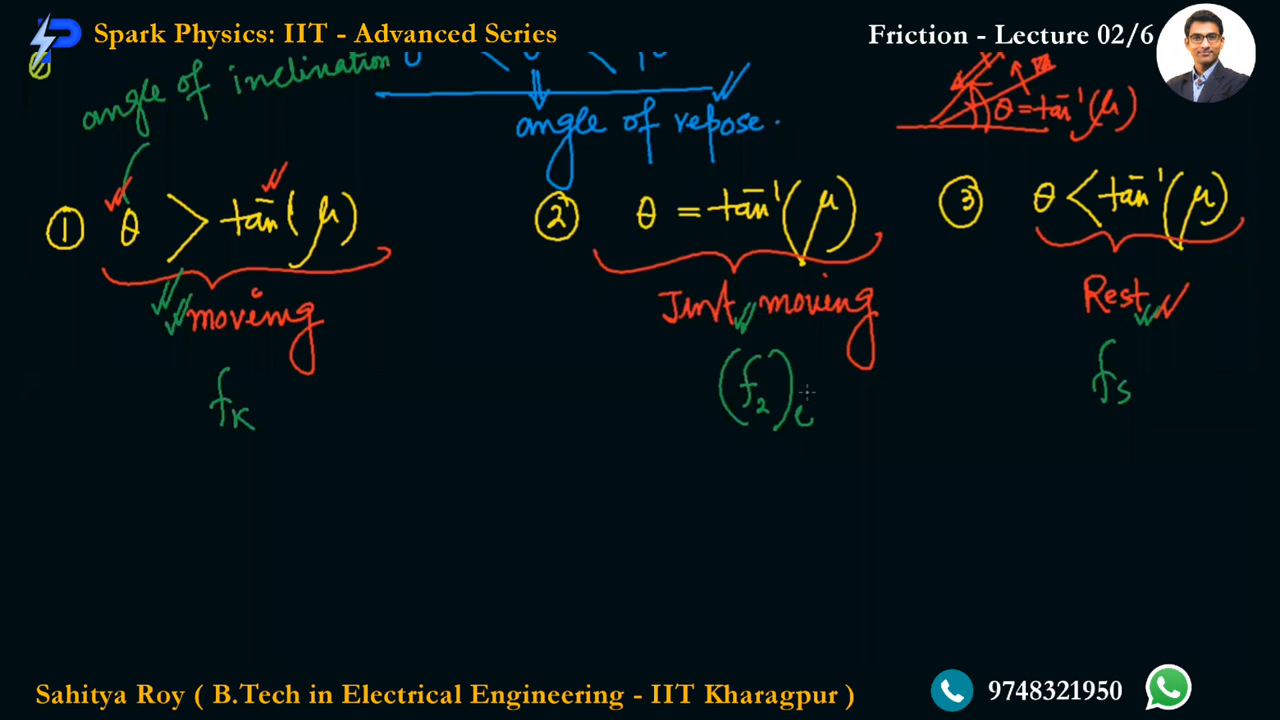 Spark Physics: IIT - Advanced Series
Friction - Lecture 02/6
angle of inclination
angle of repose.
θ = tan⁻¹(μ)
① θ > tan⁻(μ)
② θ = tan⁻¹(μ)
③ θ < tan⁻¹(μ)
moving
Just moving
Rest
fK
(f2)
fs
Sahitya Roy ( B.Tech in Electrical Engineering - IIT Kharagpur )
9748321950